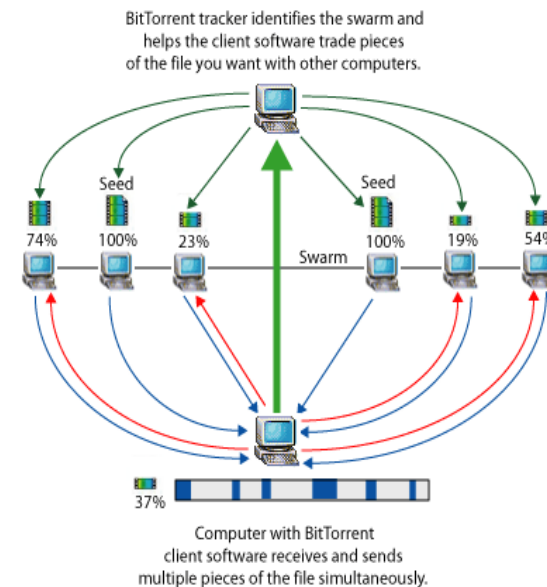 BitTorrent tracker identifies the swarm and
helps the client software trade pieces
of the file you want with other computers.
Seed
Seed
74%
100%
23%
100%
19%
54%
Swarm
37%
Computer with BitTorrent
client software receives and sends
multiple pieces of the file simultaneously.